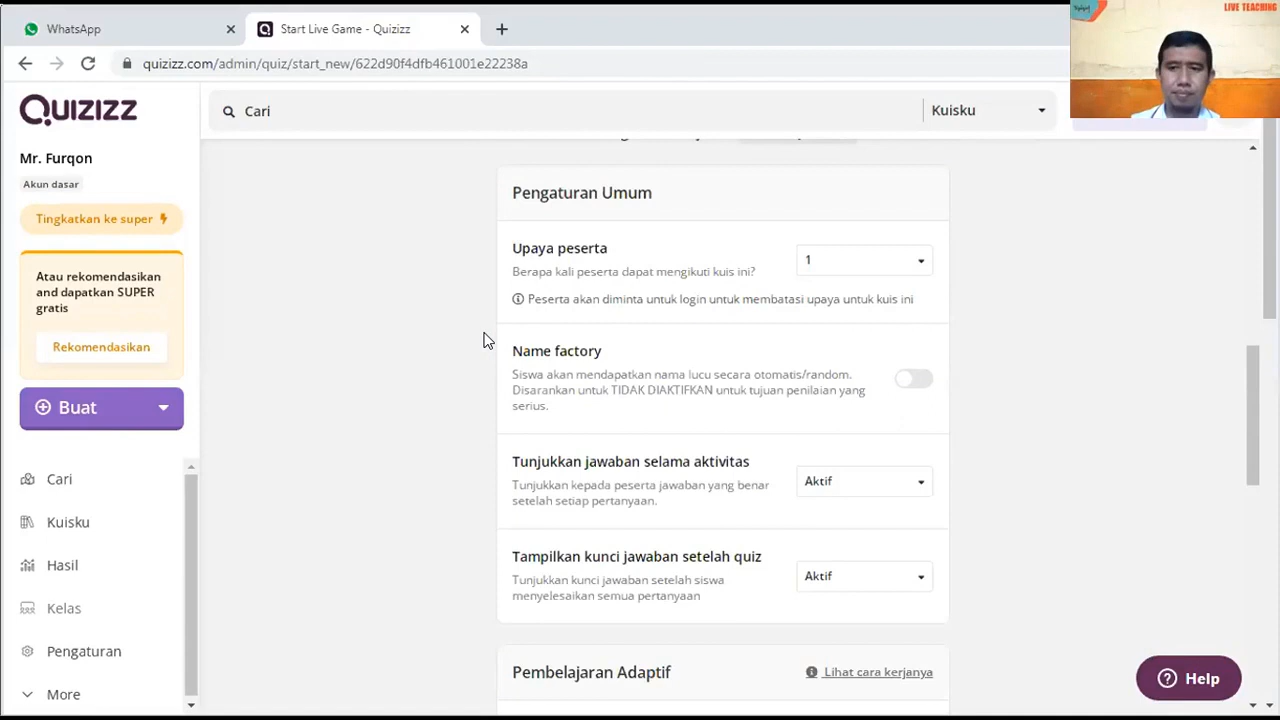 WhatsApp
Start Live Game - Quizizz
LIVE TEACHING
quizizz.com/admin/quiz/start_new/622d90f4dfb461001e22238a
QUIZIZZ
Cari
Kuisku
Mr. Furqon
Akun dasar
Tingkatkan ke super
Atau rekomendasikan
and dapatkan SUPER
gratis
Rekomendasikan
Buat
Cari
Kuisku
Hasil
Kelas
Pengaturan
More
Pengaturan Umum
Upaya peserta
Berapa kali peserta dapat mengikuti kuis ini?
1
Peserta akan diminta untuk login untuk membatasi upaya untuk kuis ini
Name factory
Siswa akan mendapatkan nama lucu secara otomatis/random.
Disarankan untuk TIDAK DIAKTIFKAN untuk tujuan penilaian yang
serius.
Tunjukkan jawaban selama aktivitas
Tunjukkan kepada peserta jawaban yang benar
setelah setiap pertanyaan.
Aktif
Tampilkan kunci jawaban setelah quiz
Tunjukkan kunci jawaban setelah siswa
menyelesaikan semua pertanyaan
Aktif
Pembelajaran Adaptif
Lihat cara kerjanya
Help